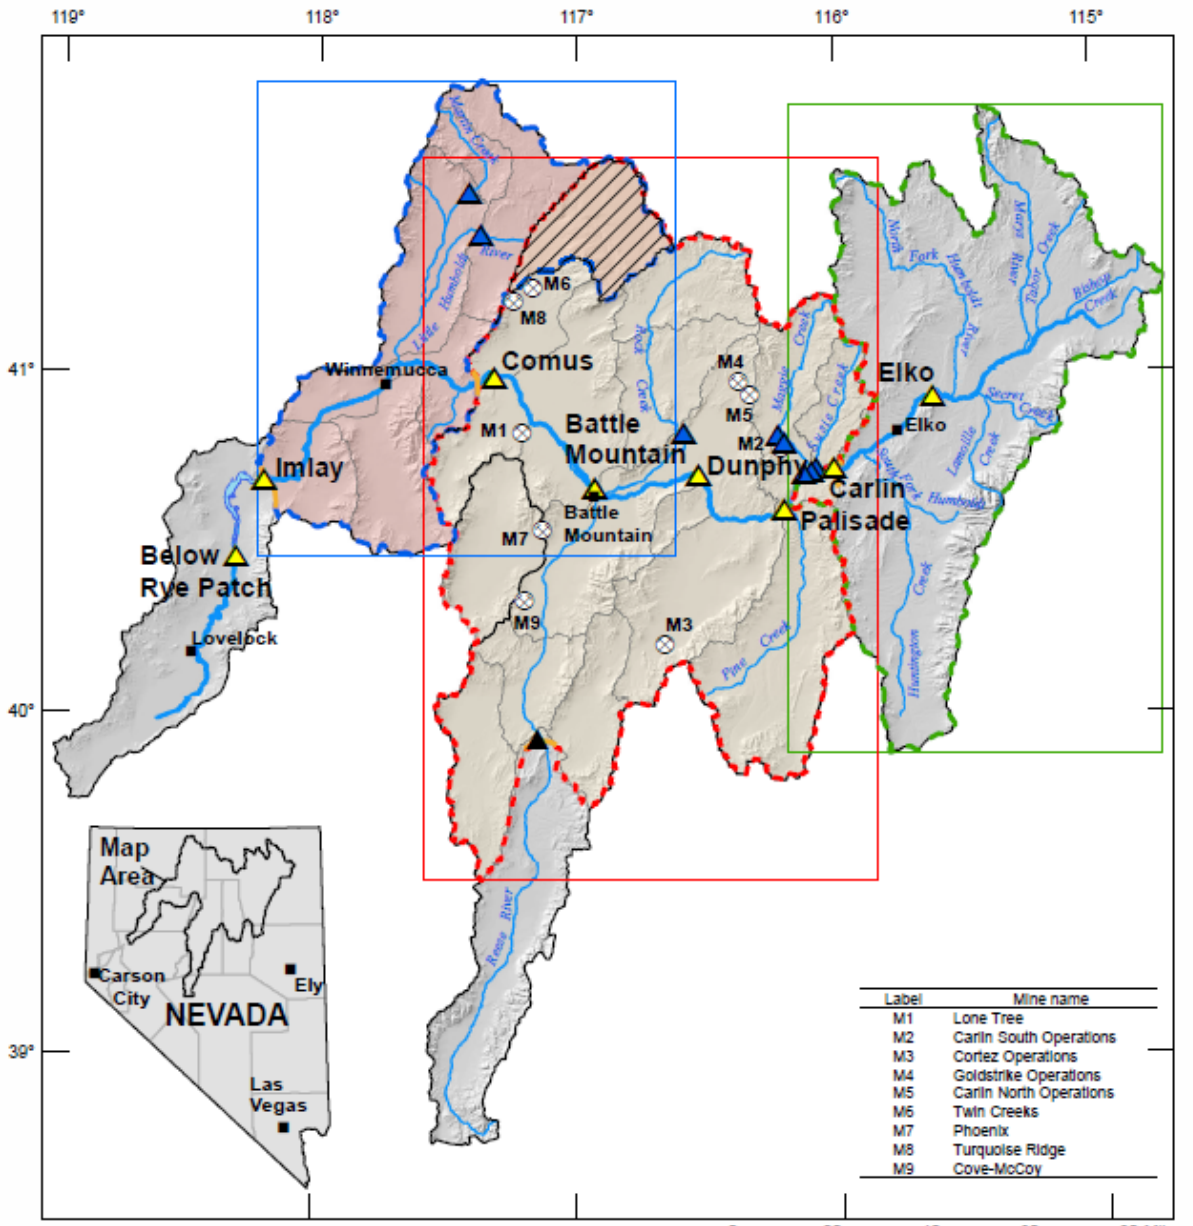 119° 118° 117° 116° 115°
Martin Creek
River
Humboldt
Little
M6
M8
Rock
Creek
Maggie Creek
Susie Creek
North
Fork
Humboldt
River
Marys
River
Tabor Creek
Bishop
Creek
41°
Winnemucca
Comus
M4
M5
Elko
Secret
Creek
Elko
Lamoille
Creek
M1
Battle
Mountain
M2
Imlay
Dunphy
Carlin
South Fork Humboldt
Battle
Mountain
Palisade
M7
Below
Rye Patch
M9
M3
Creek
Huntington
Lovelock
Pine Creek
40°
Map
Area
Reese River
Carson
City
Ely
NEVADA
Las
Vegas
39°
Label Mine name
M1 Lone Tree
M2 Carlin South Operations
M3 Cortez Operations
M4 Goldstrike Operations
M5 Carlin North Operations
M6 Twin Creeks
M7 Phoenix
M8 Turquoise Ridge
M9 Cove-McCoy